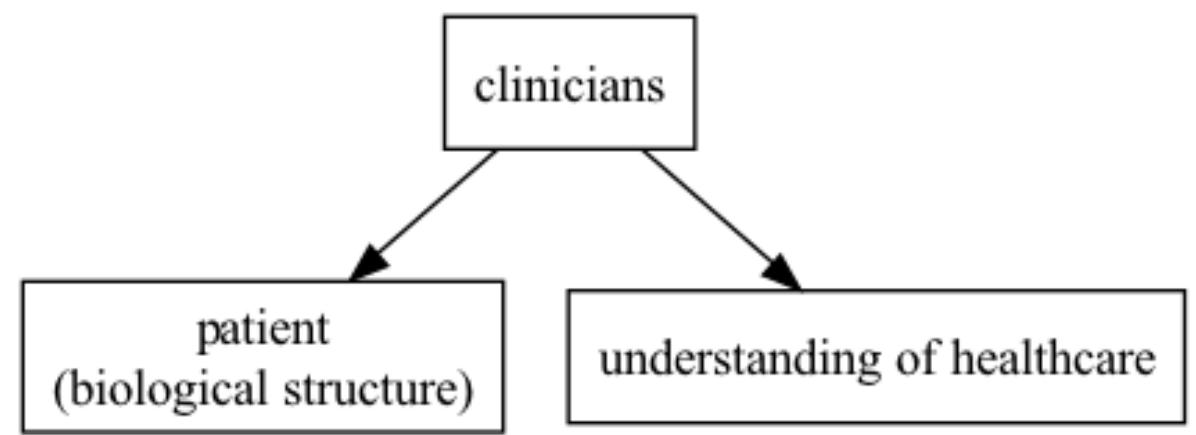 clinicians
patient
(biological structure)
understanding of healthcare